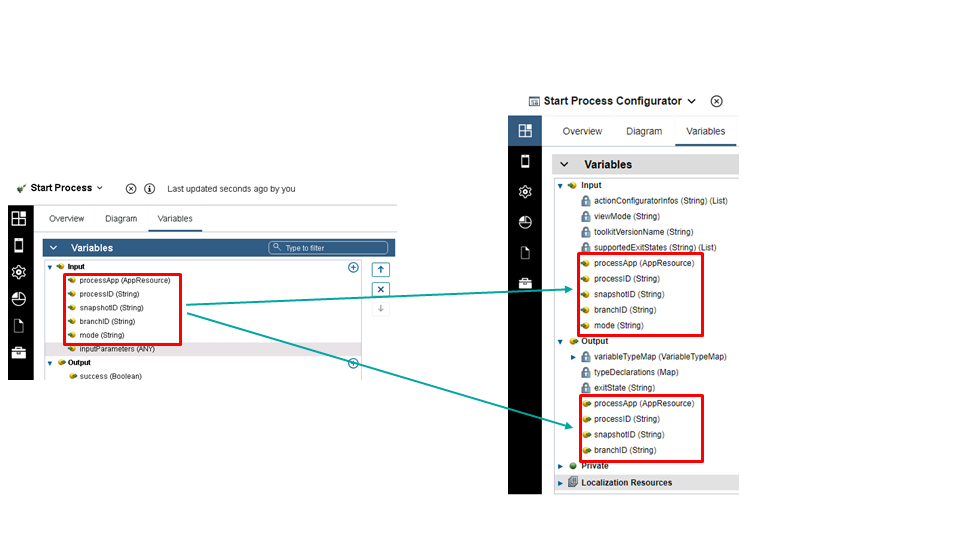 Start Process
Last updated seconds ago by you
Overview Diagram Variables
Variables
Type to filter
Input
processApp (AppResource)
processID (String)
snapshotID (String)
branchID (String)
mode (String)
inputParameters (ANY)
Output
success (Boolean)
Start Process Configurator
Overview Diagram Variables
Variables
Input
actionConfiguratorInfos (String) (List)
viewMode (String)
toolkitVersionName (String)
supportedExitStates (String) (List)
processApp (AppResource)
processID (String)
snapshotID (String)
branchID (String)
mode (String)
Output
variableTypeMap (VariableTypeMap)
typeDeclarations (Map)
exitState (String)
processApp (AppResource)
processID (String)
snapshotID (String)
branchID (String)
Private
Localization Resources